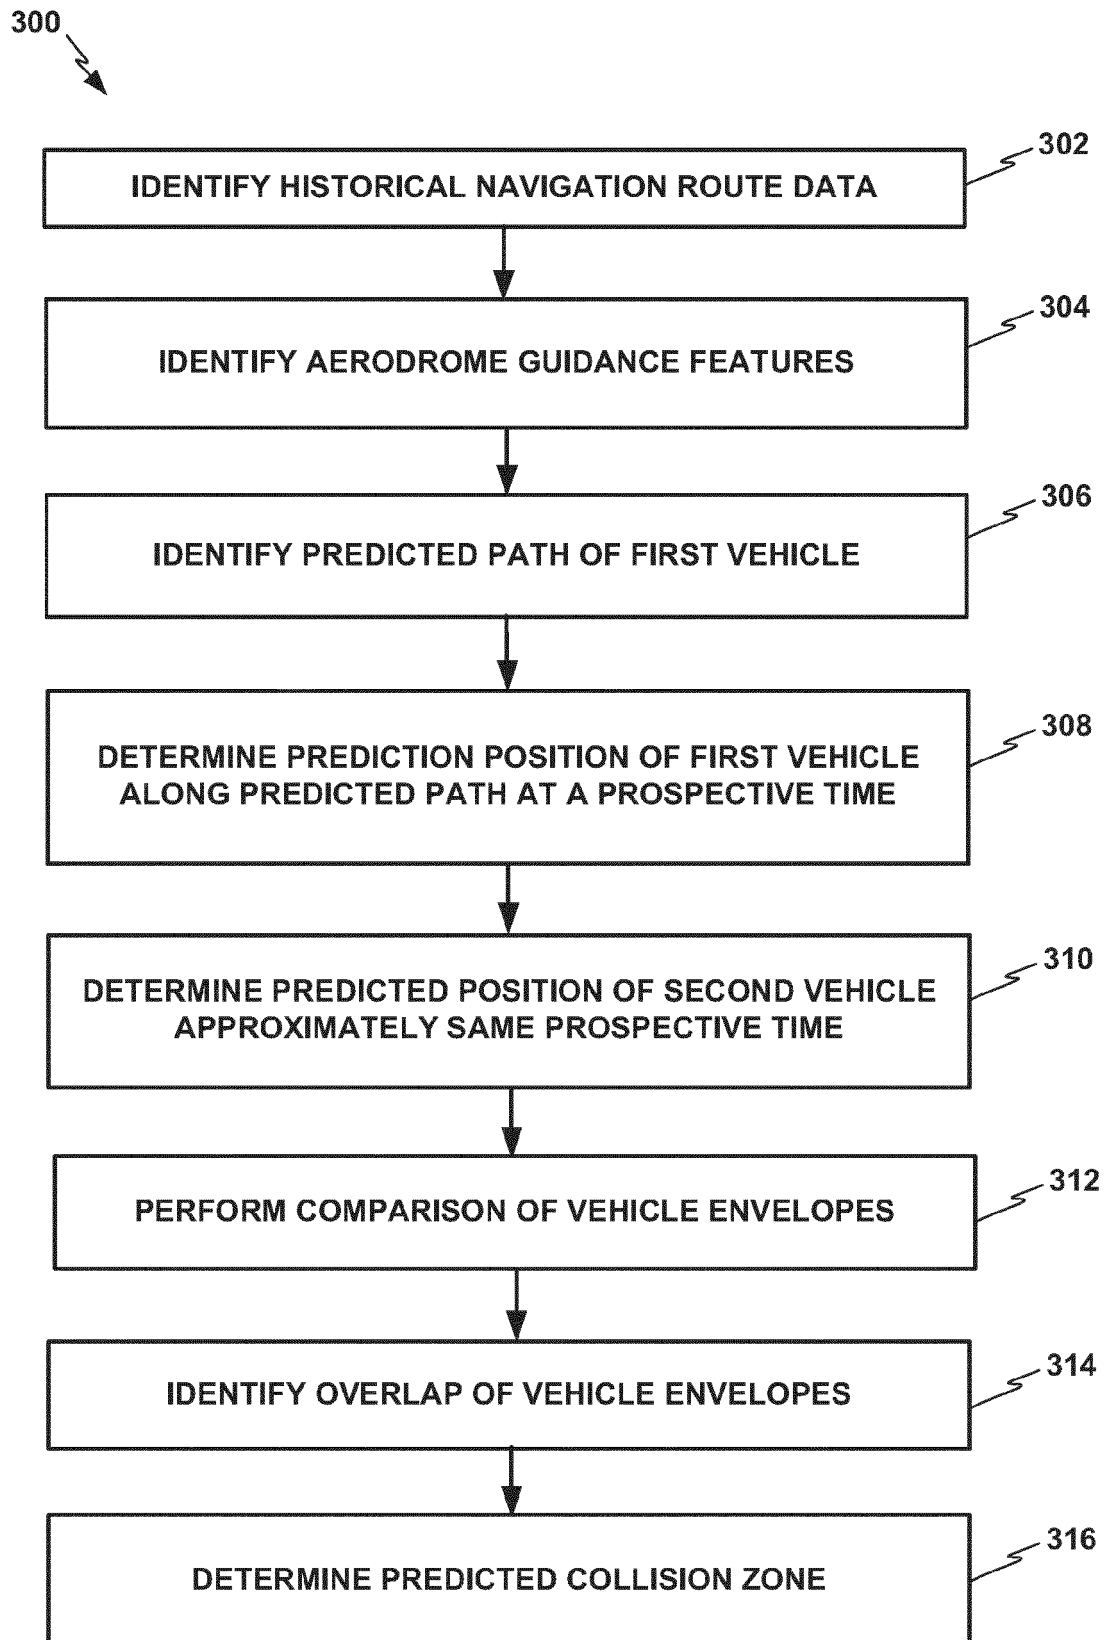 300
302
IDENTIFY HISTORICAL NAVIGATION ROUTE DATA
304
IDENTIFY AERODROME GUIDANCE FEATURES
306
IDENTIFY PREDICTED PATH OF FIRST VEHICLE
308
DETERMINE PREDICTION POSITION OF FIRST VEHICLE
ALONG PREDICTED PATH AT A PROSPECTIVE TIME
310
DETERMINE PREDICTED POSITION OF SECOND VEHICLE
APPROXIMATELY SAME PROSPECTIVE TIME
312
PERFORM COMPARISON OF VEHICLE ENVELOPES
314
IDENTIFY OVERLAP OF VEHICLE ENVELOPES
316
DETERMINE PREDICTED COLLISION ZONE